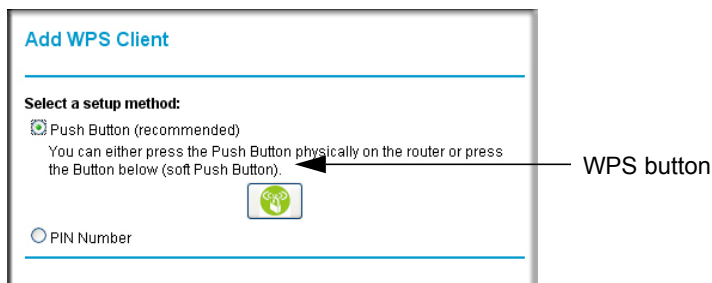 Add WPS Client
Select a setup method:
Push Button (recommended)
You can either press the Push Button physically on the router or press
the Button below (soft Push Button).
WPS button
PIN Number